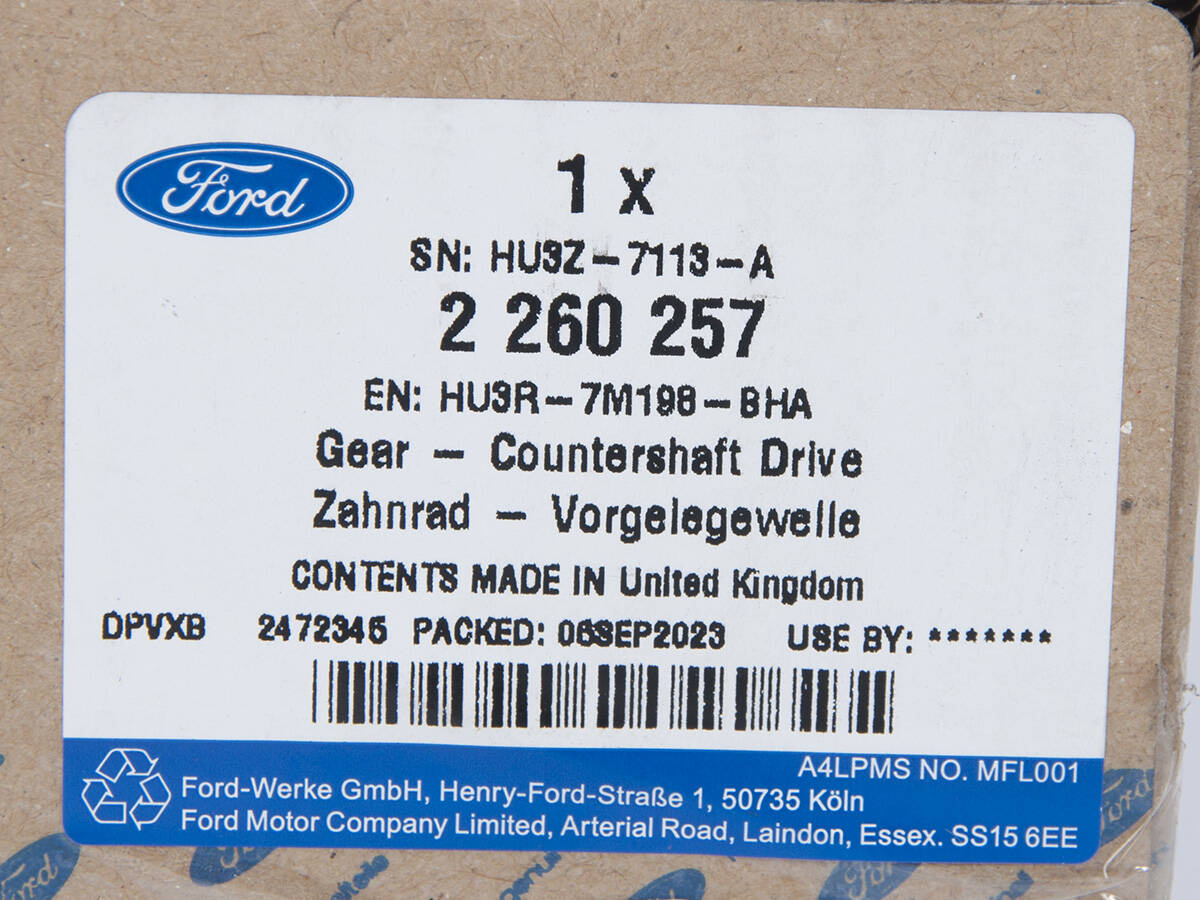 Ford
1 x
SN: HU3Z-7113-A
2 260 257
EN: HU3R-7M198-BHA
Gear - Countershaft Drive
Zahnrad - Vorgelegewelle
CONTENTS MADE IN United Kingdom
DPVXB 2472345 PACKED: 06SEP2023 USE BY: *******
A4LPMS NO. MFL001
Ford-Werke GmbH, Henry-Ford-Straße 1, 50735 Köln
Ford Motor Company Limited, Arterial Road, Laindon, Essex. SS15 6EE
Ford
Ford